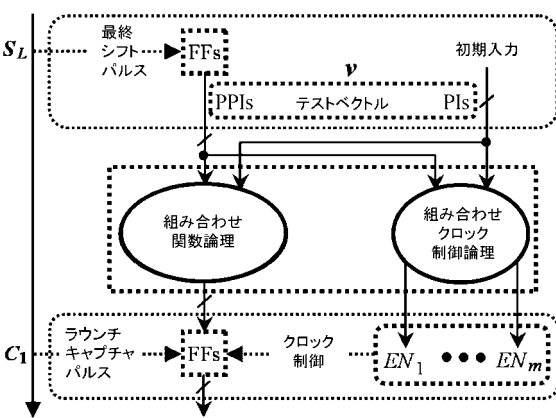 最終
シフト
パルス
S_L
FFs
初期入力
v
PPIs
テストベクトル
PIs
組み合わせ
関数論理
組み合わせ
クロック
制御論理
ラウンチ
キャプチャ
パルス
C_1
FFs
クロック
制御
EN_1 ●●● EN_m